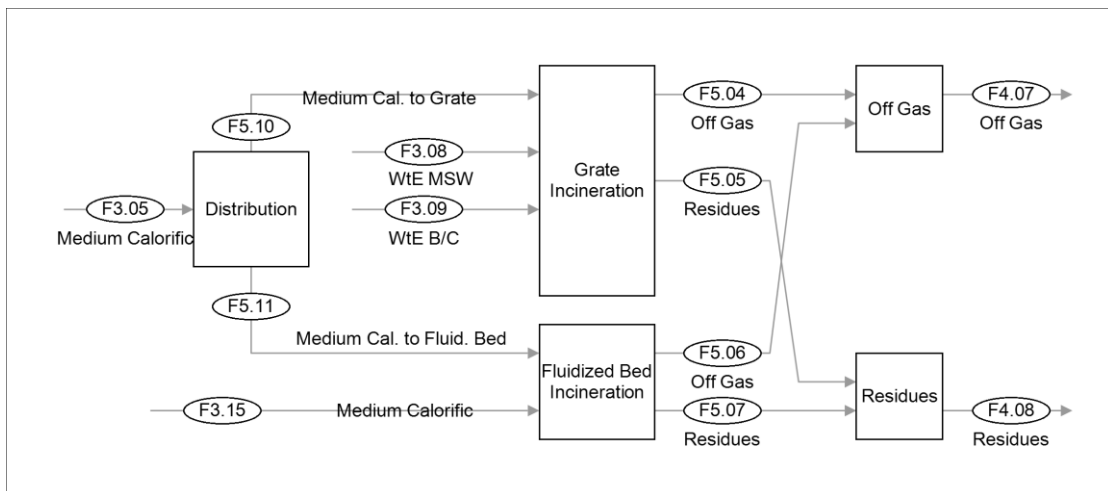 F5.04
Off Gas
Off Gas
F4.07
Off Gas
Medium Cal. to Grate
F5.10
F3.08
WtE MSW
Grate
Incineration
F5.05
Residues
F3.05
Medium Calorific
Distribution
F3.09
WtE B/C
F5.11
Medium Cal. to Fluid. Bed
Fluidized Bed
Incineration
F5.06
Off Gas
F3.15
Medium Calorific
F5.07
Residues
Residues
F4.08
Residues